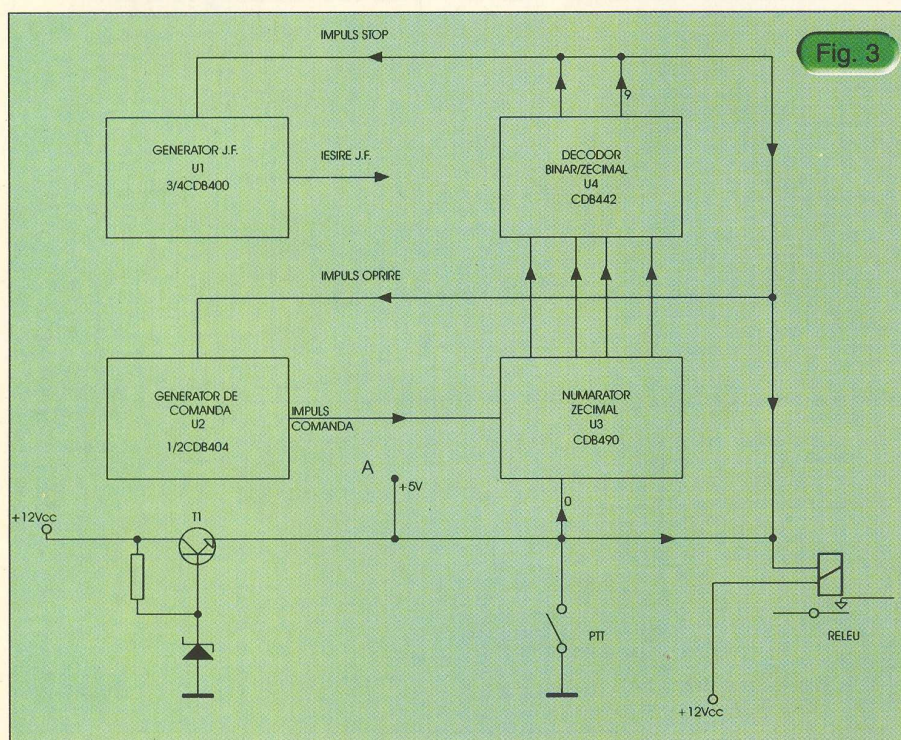 IMPULS STOP
Fig. 3
9
GENERATOR J.F.
U1
3/4CDB400
IESIRE J.F.
DECODOR
BINAR/ZECIMAL
U4
CDB442
IMPULS OPRIRE
GENERATOR DE
COMANDA
U2
1/2CDB404
IMPULS
COMANDA
NUMARATOR
ZECIMAL
U3
CDB490
A
+5V
0
+12Vcc
T1
PTT
RELEU
+12Vcc